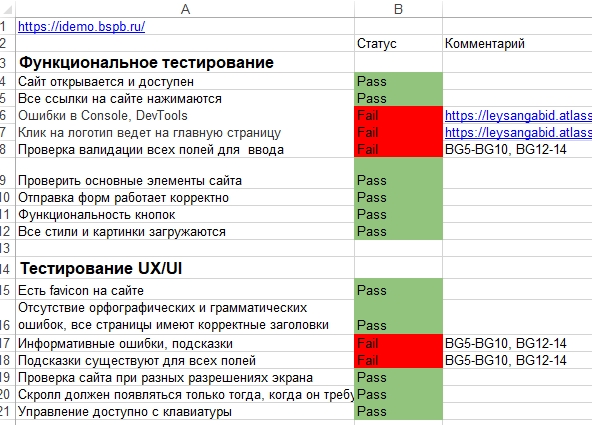 A B
1 https://idemo.bspb.ru/
2 Статус Комментарий
3 Функциональное тестирование
4 Сайт открывается и доступен Pass
5 Все ссылки на сайте нажимаются Pass
6 Ошибки в Console, DevTools Fail https://leysangabid.atlass
7 Клик на логотип ведет на главную страницу Fail https://leysangabid.atlass
8 Проверка валидации всех полей для ввода Fail BG5-BG10, BG12-14
9 Проверить основные элементы сайта Pass
10 Отправка форм работает корректно Pass
11 Функциональность кнопок Pass
12 Все стили и картинки загружаются Pass
13
14 Тестирование UX/UI
15 Есть favicon на сайте Pass
Отсутствие орфографических и грамматических
16 ошибок, все страницы имеют корректные заголовки Pass
17 Информативные ошибки, подсказки Fail BG5-BG10, BG12-14
18 Подсказки существуют для всех полей Fail BG5-BG10, BG12-14
19 Проверка сайта при разных разрешениях экрана Pass
20 Скролл должен появляться только тогда, когда он требу Pass
21 Управление доступно с клавиатуры Pass